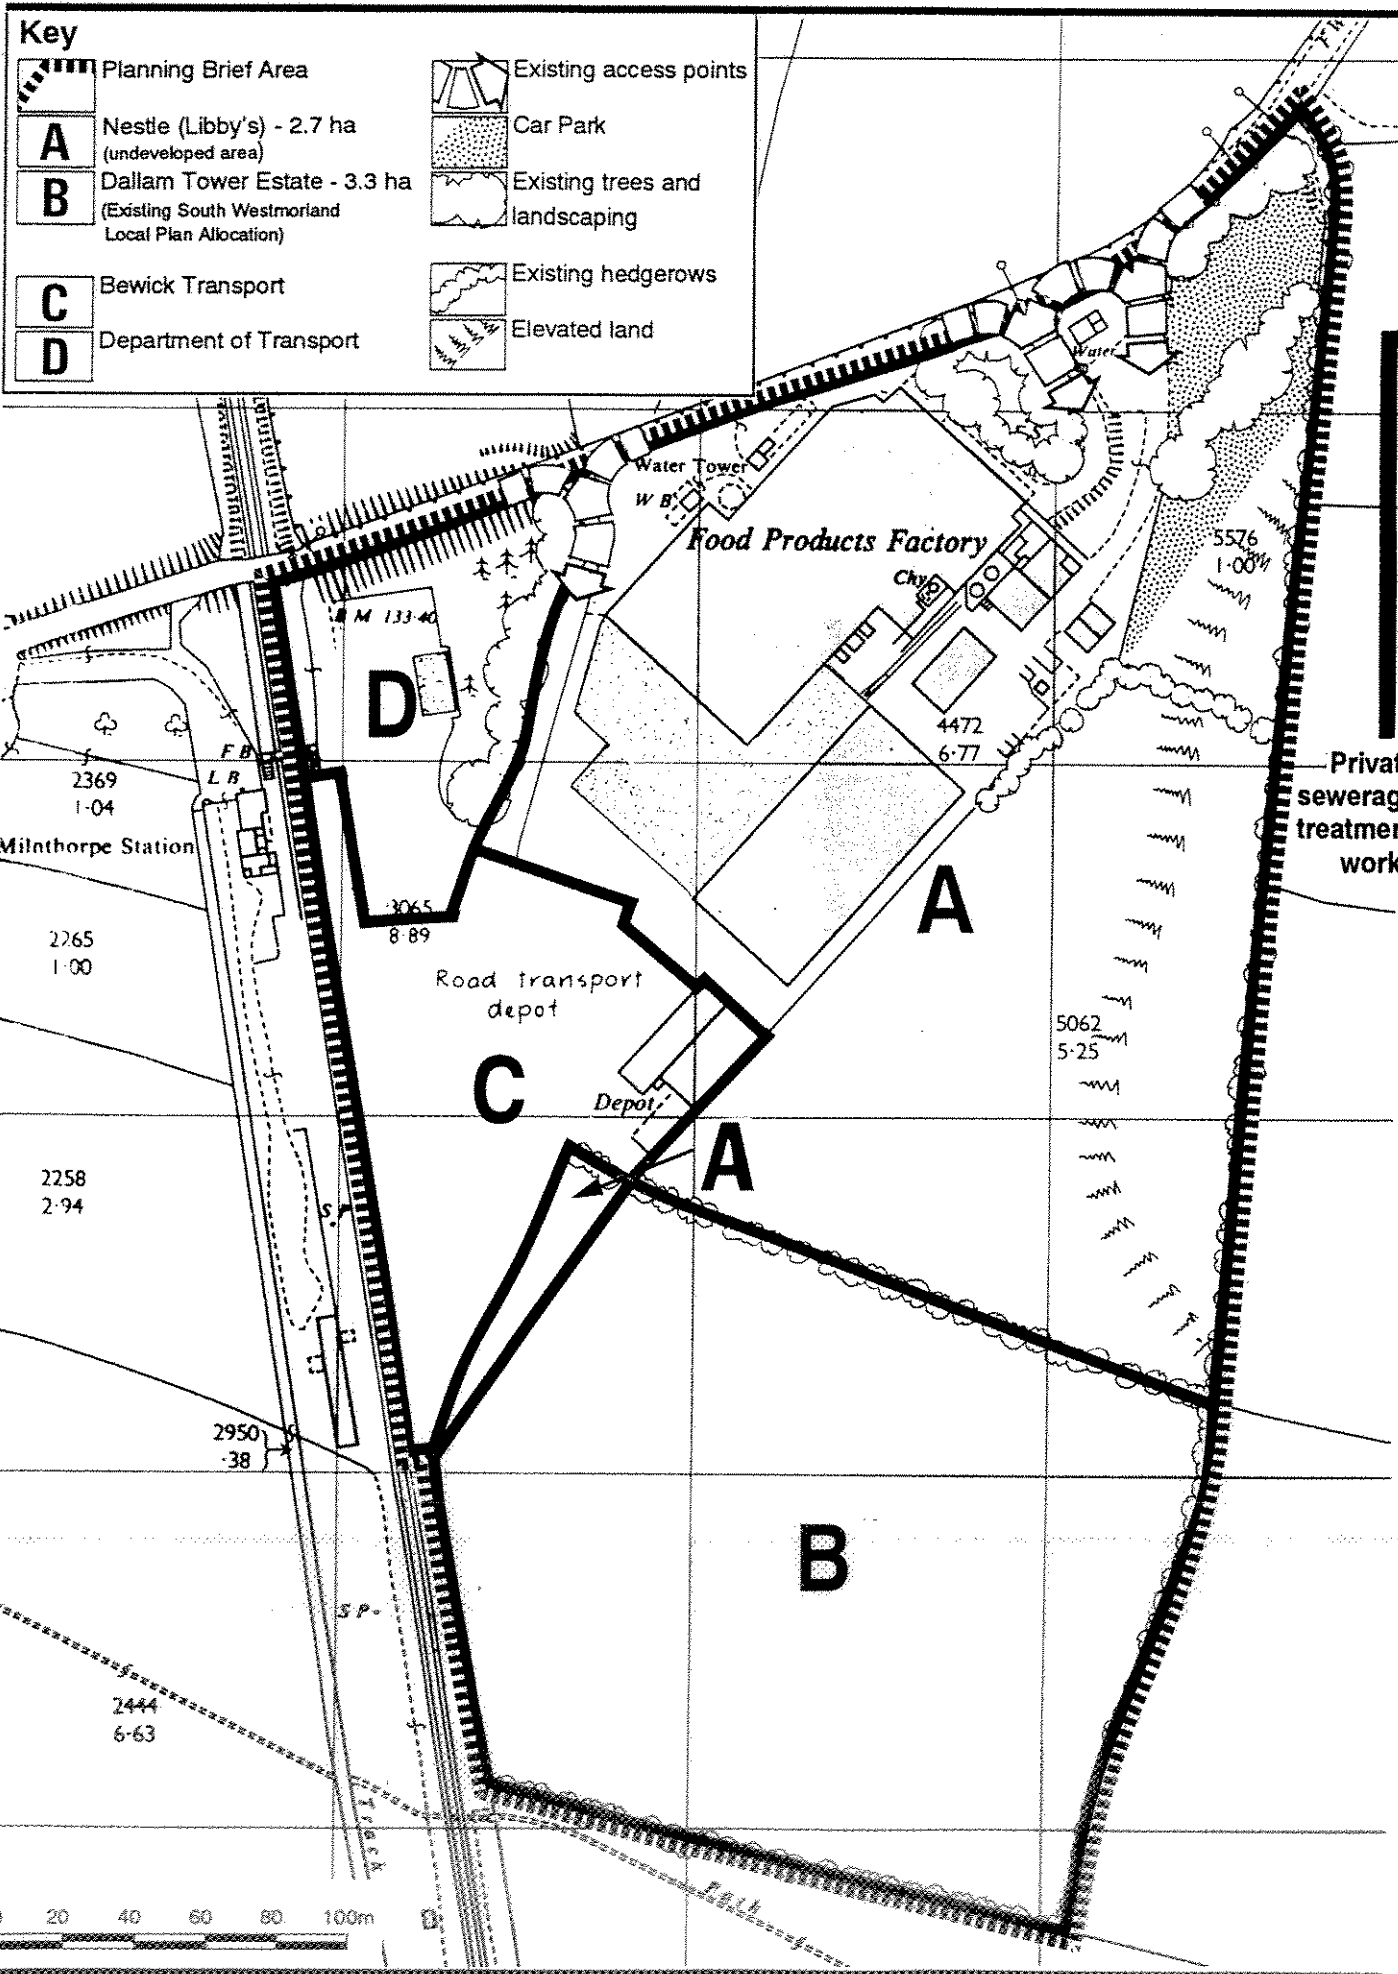 Key
Planning Brief Area
A
Nestle (Libby's) - 2.7 ha
(undeveloped area)
B
Dallam Tower Estate - 3.3 ha
(Existing South Westmorland
Local Plan Allocation)
C
Bewick Transport
D
Department of Transport
Existing access points
Car Park
Existing trees and
landscaping
Existing hedgerows
Elevated land
Water
Water Tower
W B
Food Products Factory
Chy
5576
1·00
B M 133·40
D
4472
6·77
F B
L B
2369
1·04
Milnthorpe Station
Privat
sewerag
treatmen
work
A
3065
8·89
2265
1·00
Road transport
depot
5062
5·25
C
Depot
A
2258
2·94
S P
2950
·38
B
S P
2444
6·63
Track
Path
20 40 60 80 100m